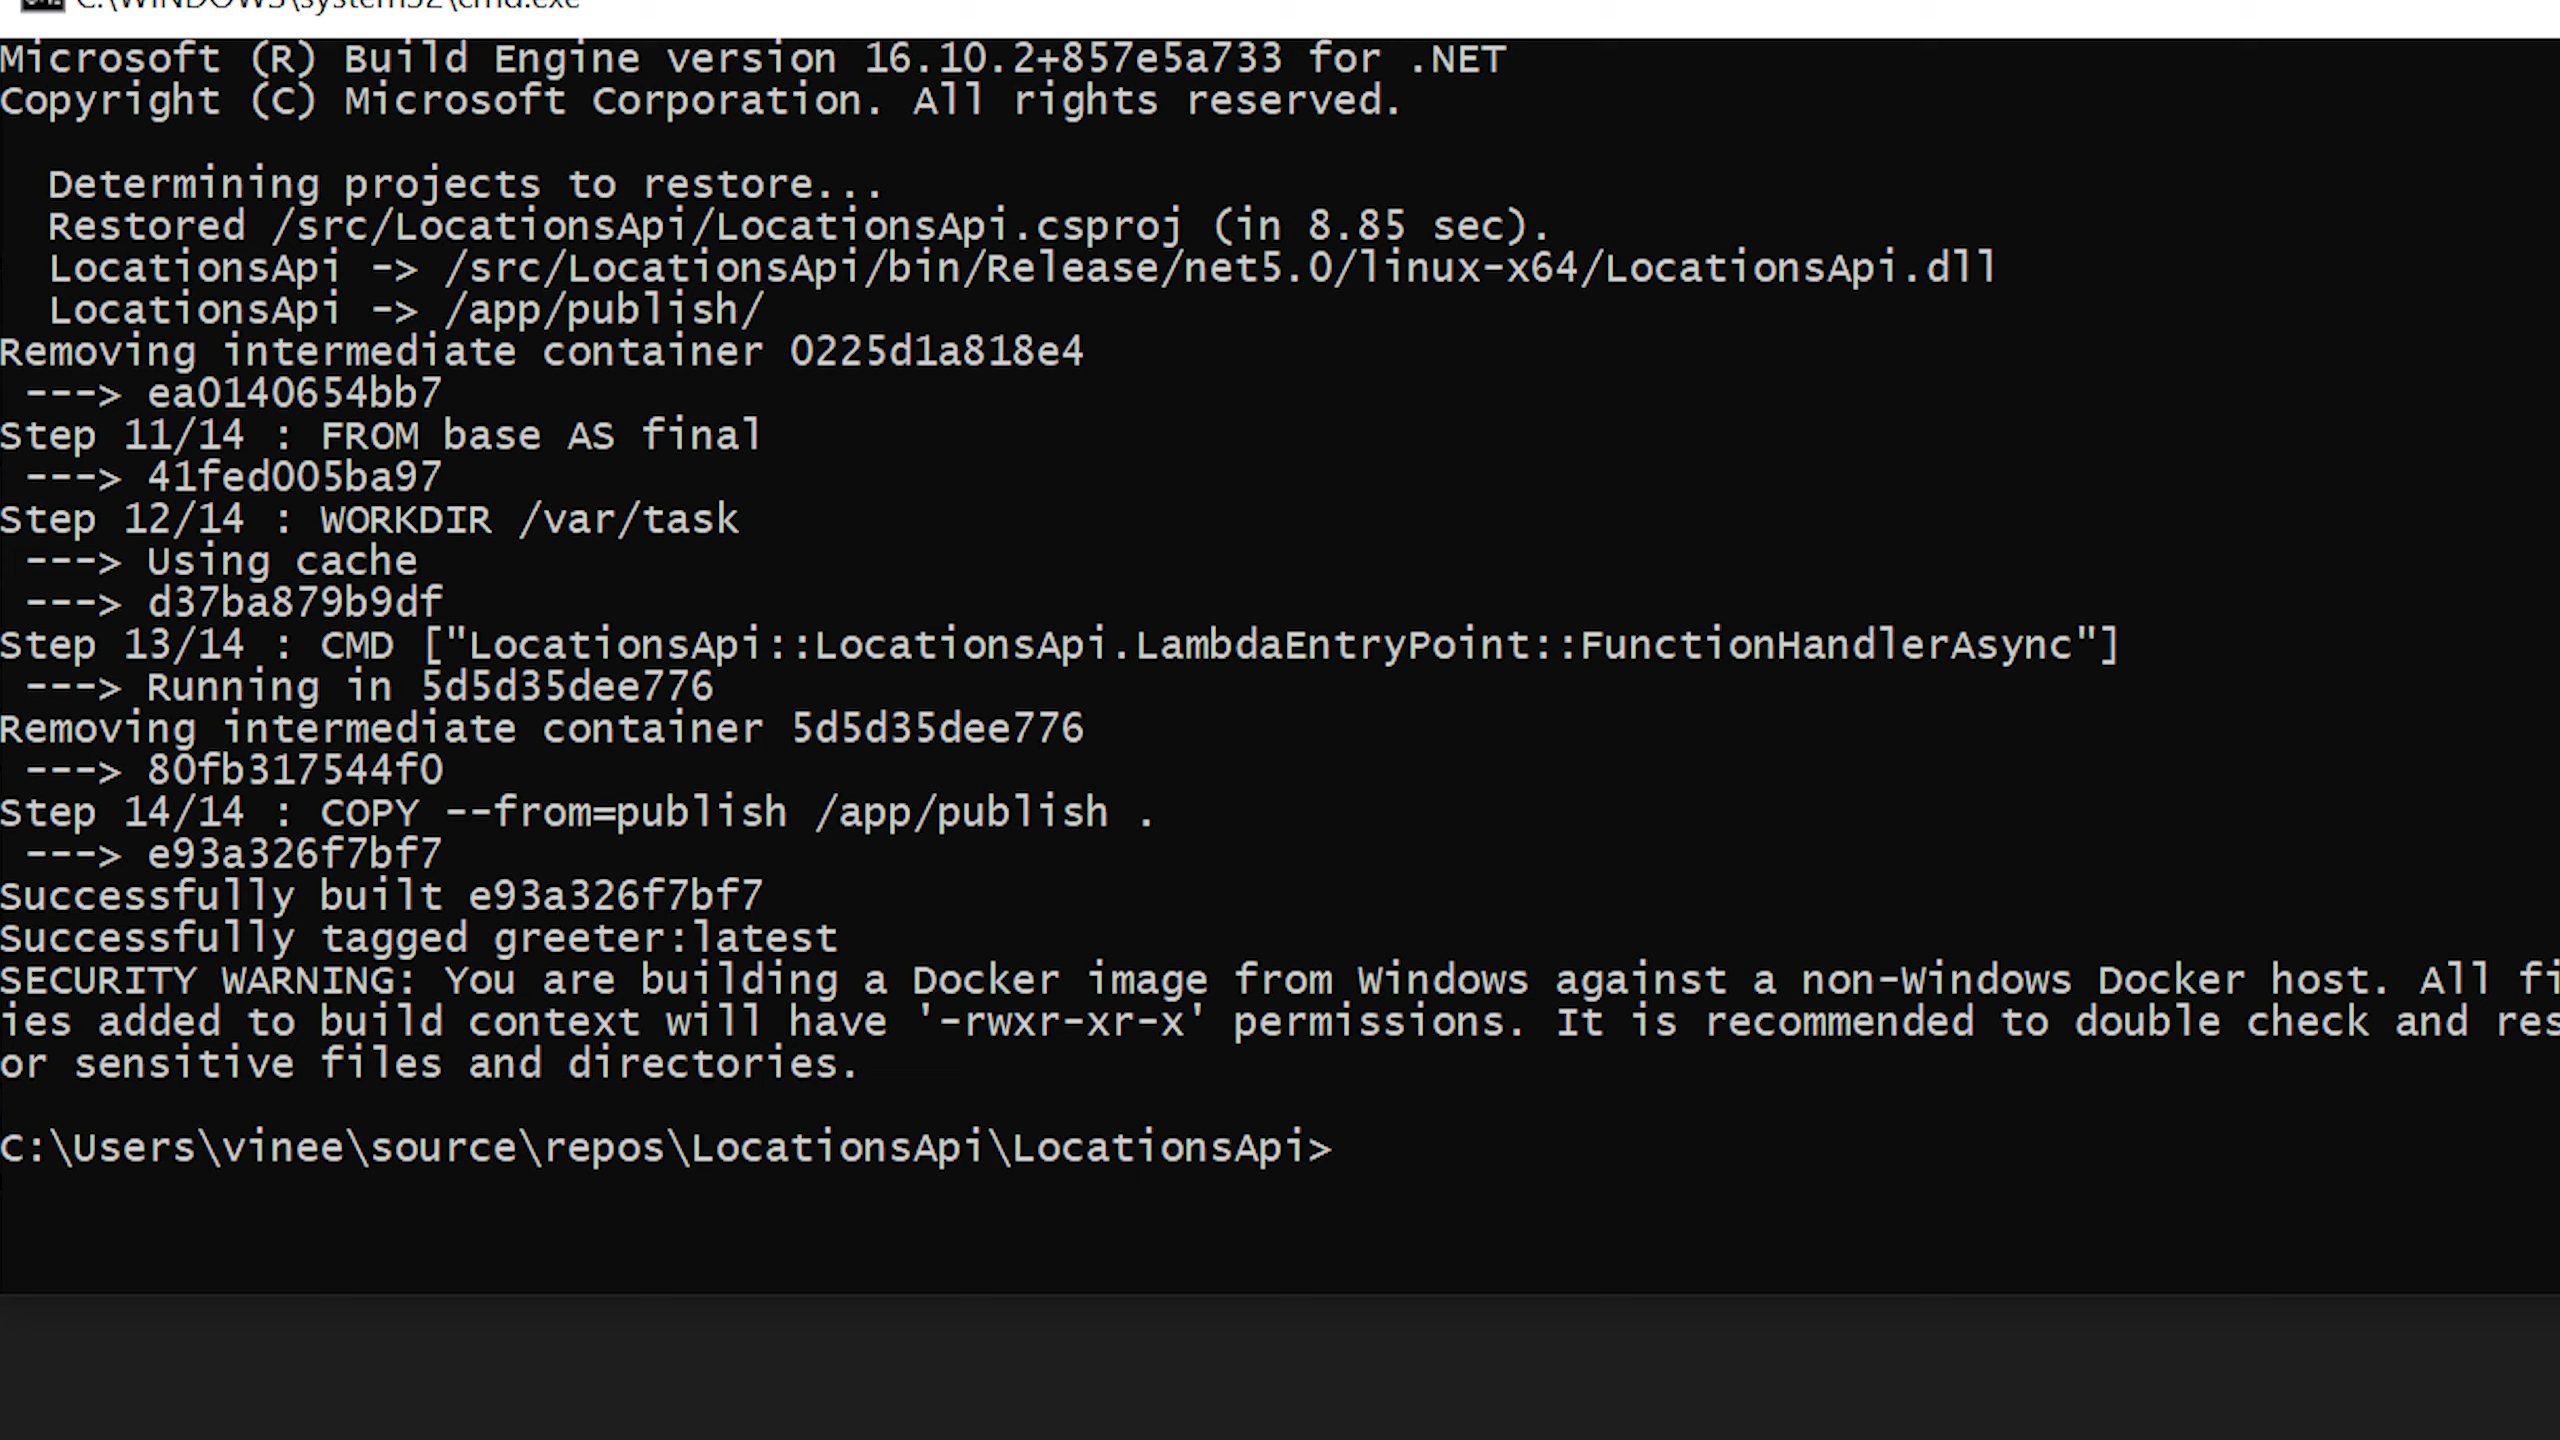 C:\WINDOWS\system32\cmd.exe
Microsoft (R) Build Engine version 16.10.2+857e5a733 for .NET
Copyright (C) Microsoft Corporation. All rights reserved.
Determining projects to restore...
Restored /src/LocationsApi/LocationsApi.csproj (in 8.85 sec).
LocationsApi -> /src/LocationsApi/bin/Release/net5.0/linux-x64/LocationsApi.dll
LocationsApi -> /app/publish/
Removing intermediate container 0225d1a818e4
---> ea0140654bb7
Step 11/14 : FROM base AS final
---> 41fed005ba97
Step 12/14 : WORKDIR /var/task
---> Using cache
---> d37ba879b9df
Step 13/14 : CMD ["LocationsApi::LocationsApi.LambdaEntryPoint::FunctionHandlerAsync"]
---> Running in 5d5d35dee776
Removing intermediate container 5d5d35dee776
---> 80fb317544f0
Step 14/14 : COPY --from=publish /app/publish .
---> e93a326f7bf7
Successfully built e93a326f7bf7
Successfully tagged greeter:latest
SECURITY WARNING: You are building a Docker image from Windows against a non-Windows Docker host. All fi
ies added to build context will have '-rwxr-xr-x' permissions. It is recommended to double check and res
or sensitive files and directories.
C:\Users\vinee\source\repos\LocationsApi\LocationsApi>